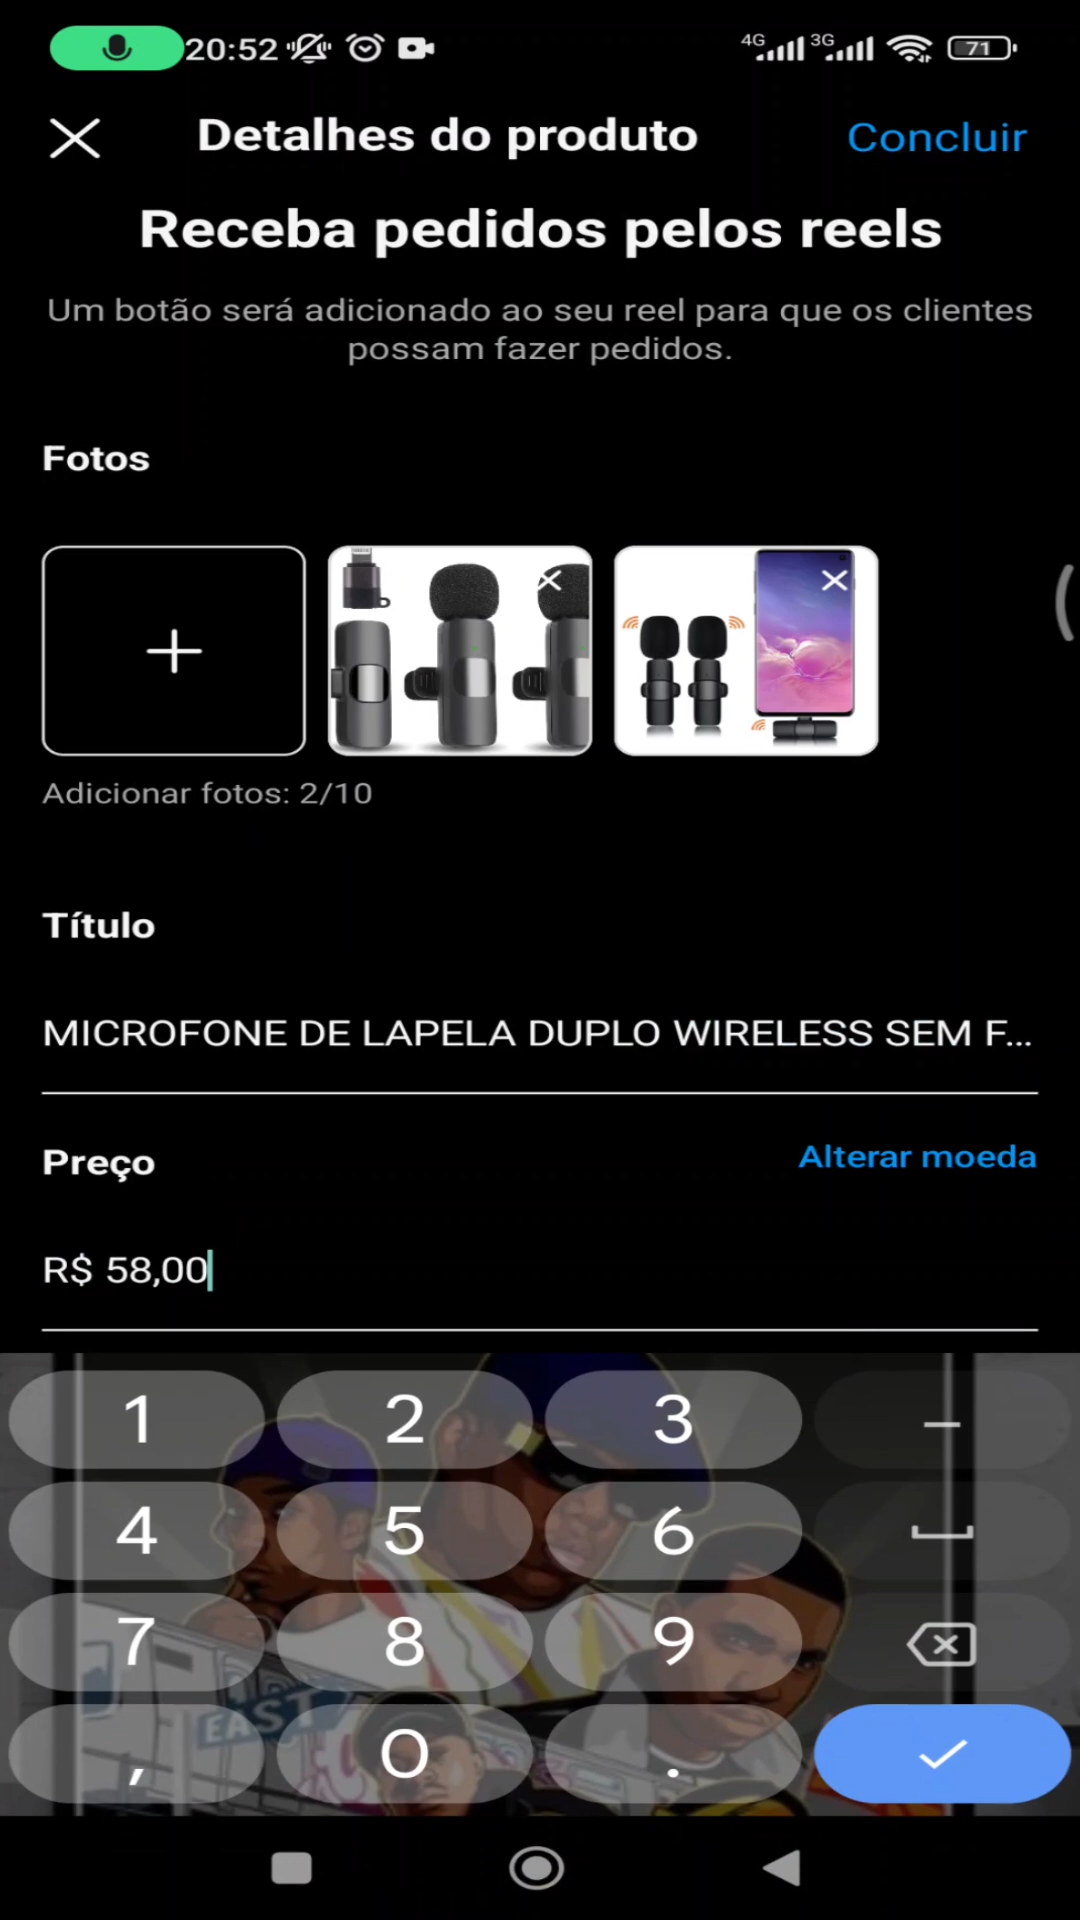 20:52
4G 3G 71
Detalhes do produto
Concluir
Receba pedidos pelos reels
Um botão será adicionado ao seu reel para que os clientes
possam fazer pedidos.
Fotos
Adicionar fotos: 2/10
Título
MICROFONE DE LAPELA DUPLO WIRELESS SEM F...
Preço
Alterar moeda
R$ 58,00
1 2 3 –
4 5 6
7 8 9
EAST
, 0 .